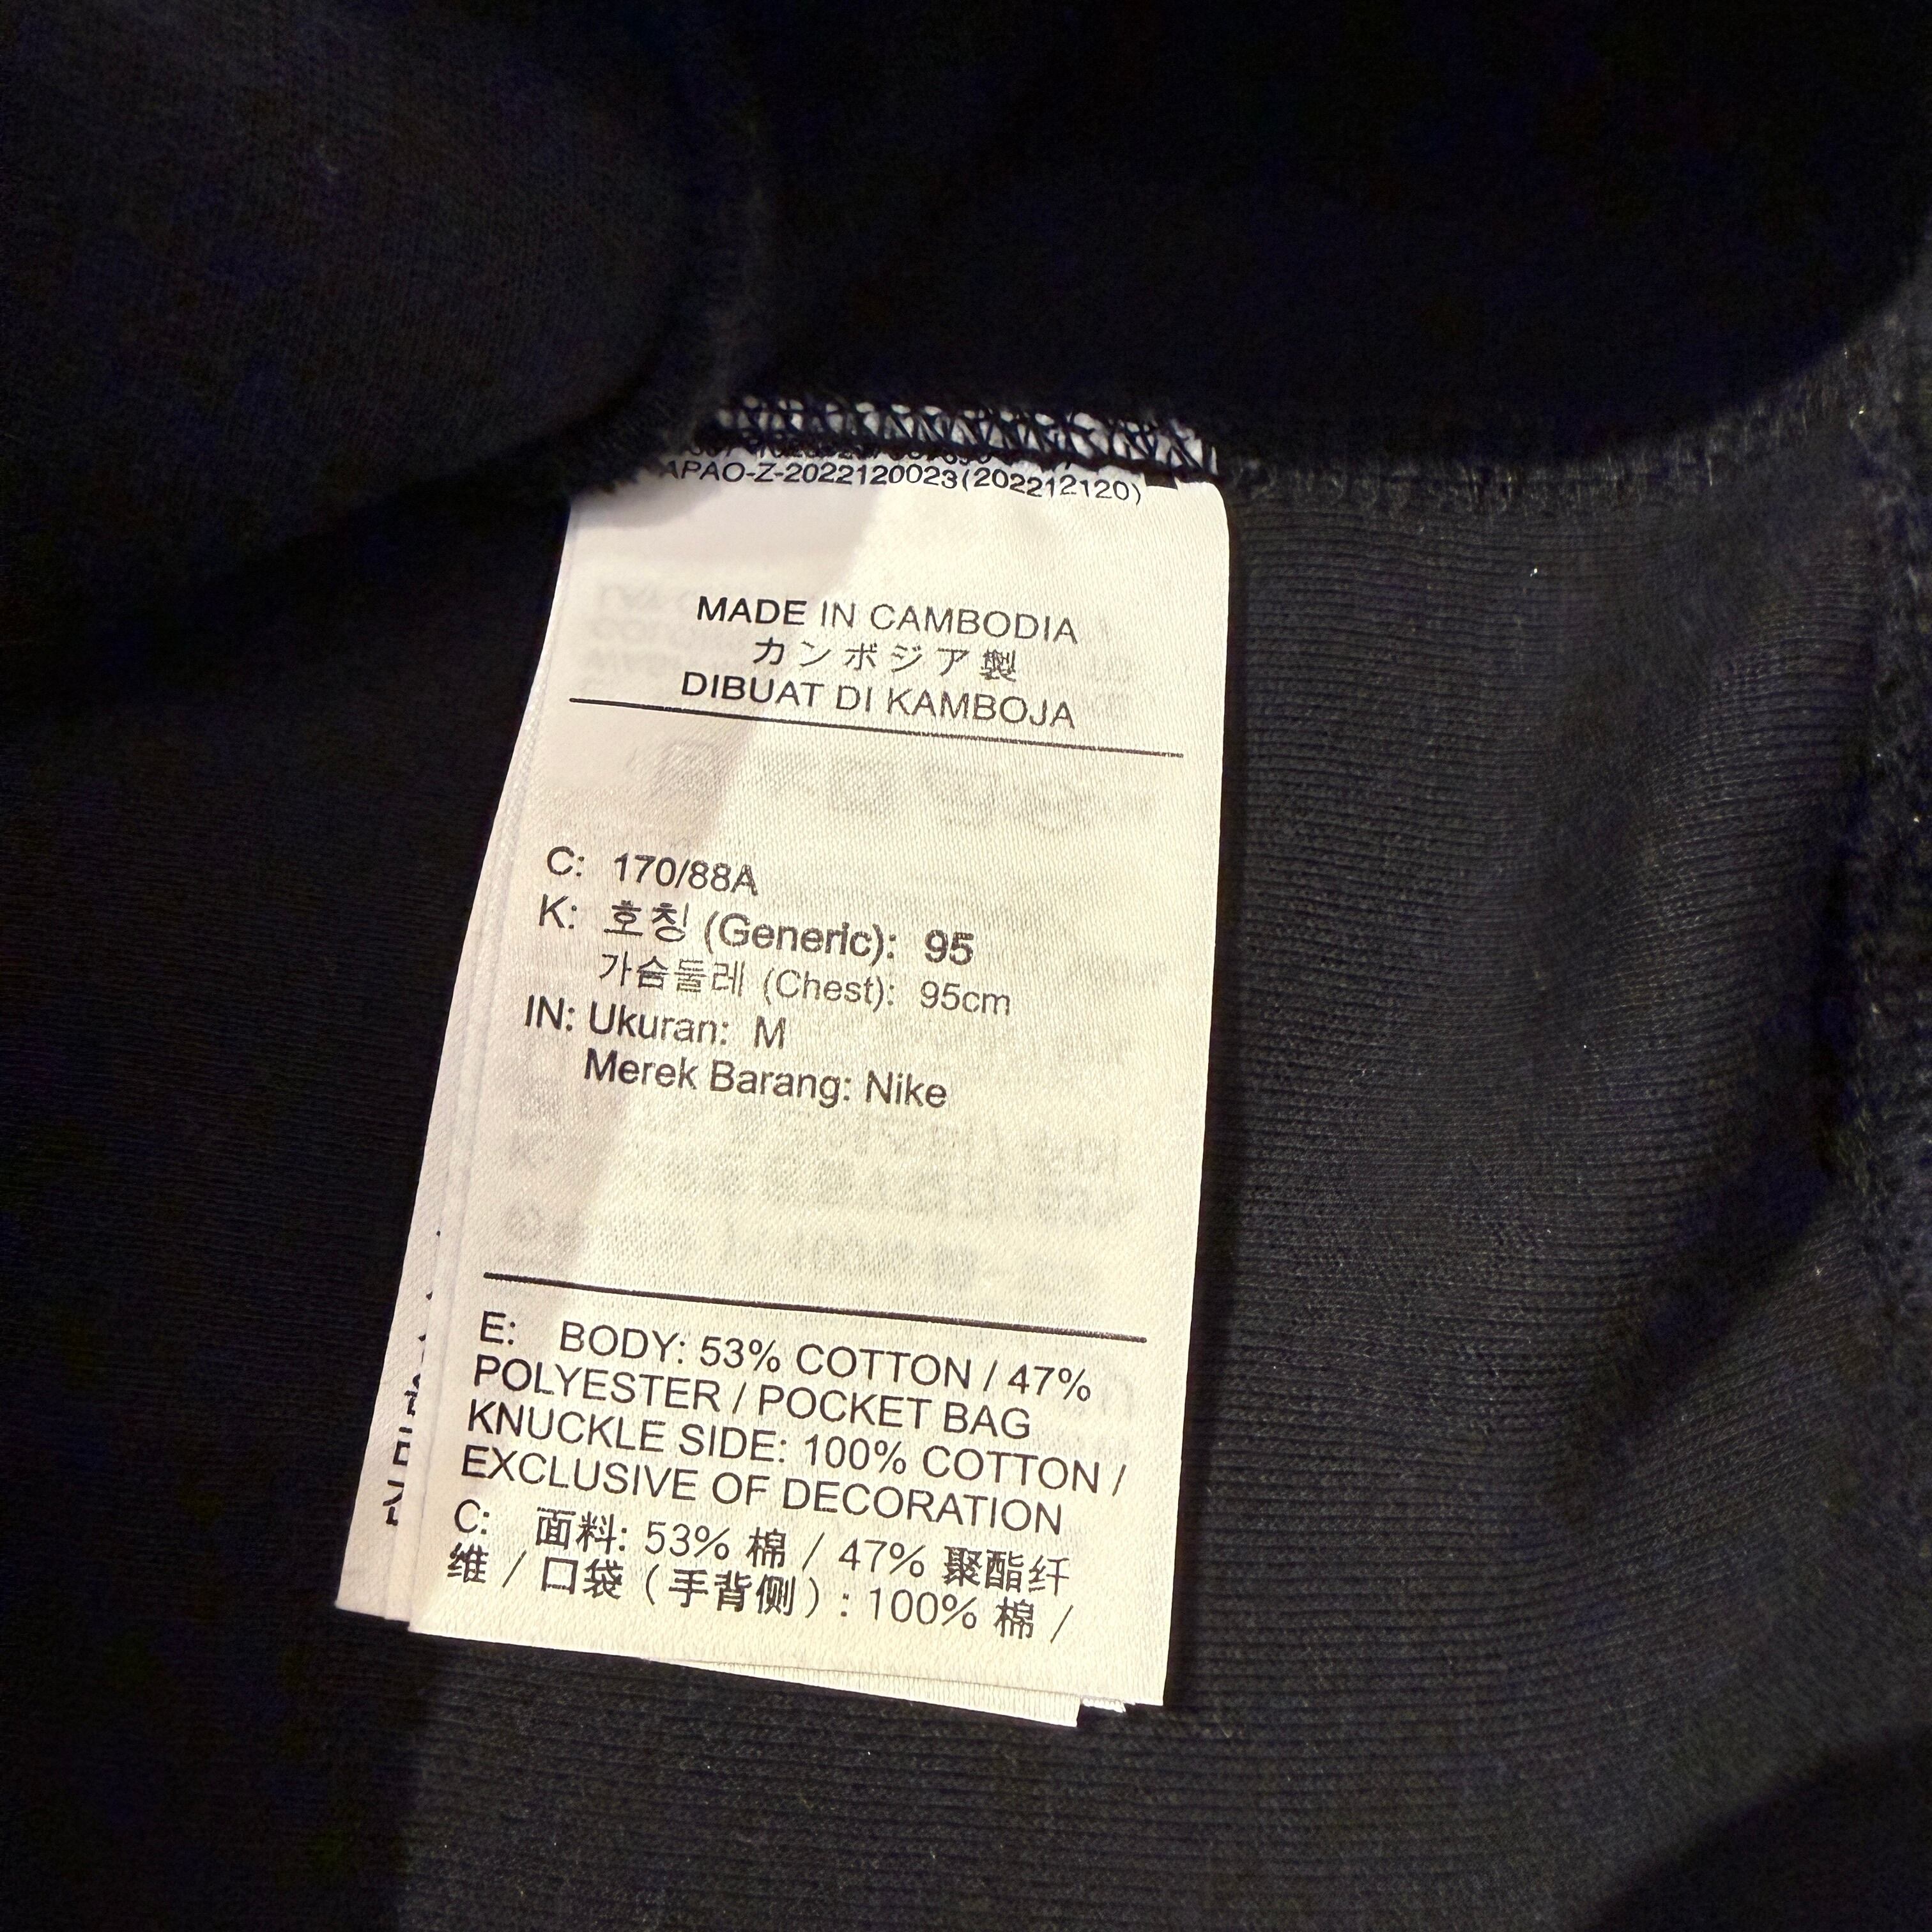 APAO-Z-2022120023(202212120)
MADE IN CAMBODIA
カンボジア製
DIBUAT DI KAMBOJA
C: 170/88A
K: 호칭 (Generic): 95
가슴둘레 (Chest): 95cm
IN: Ukuran: M
Merek Barang: Nike
E: BODY: 53% COTTON / 47%
POLYESTER / POCKET BAG
KNUCKLE SIDE: 100% COTTON /
EXCLUSIVE OF DECORATION
C: 面料: 53% 棉 / 47% 聚酯纤
维 / 口袋 ( 手背侧 ) : 100% 棉 /